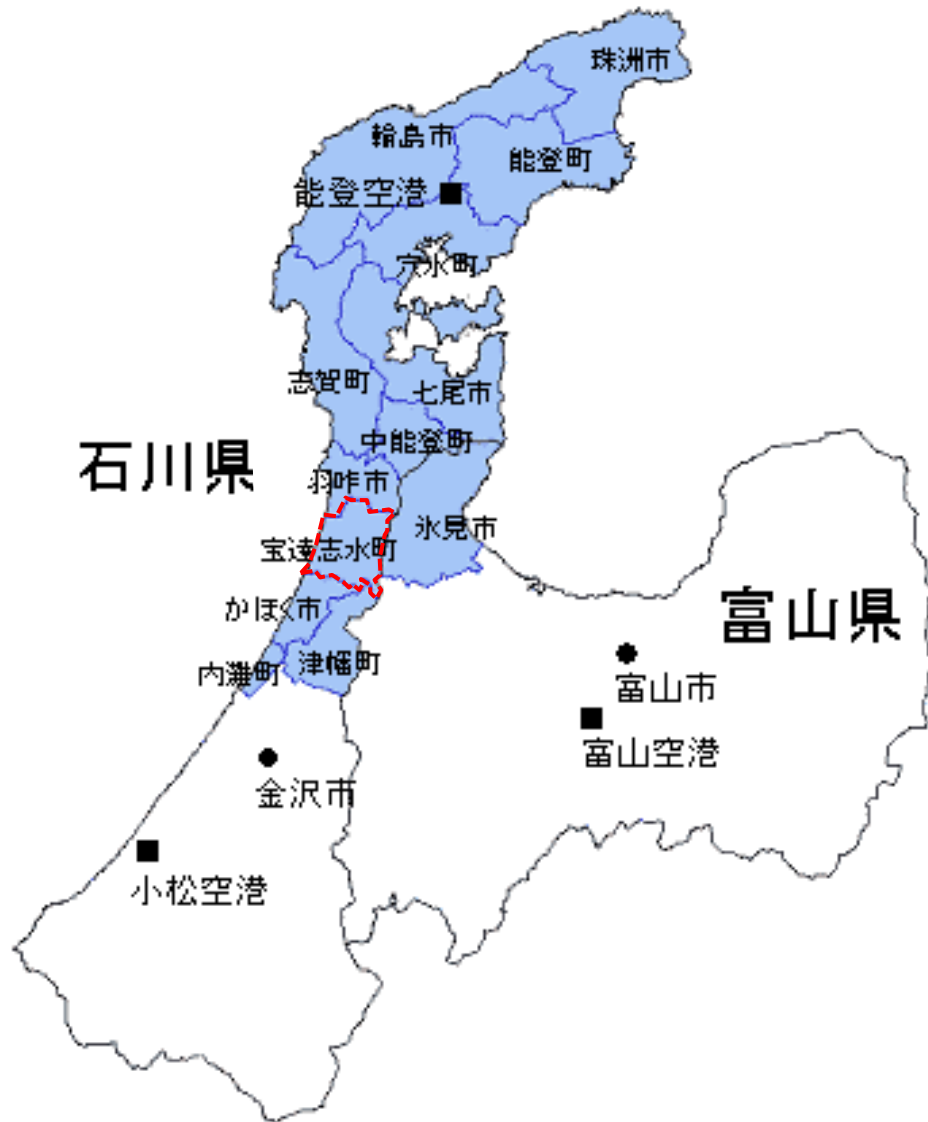 珠洲市
輪島市
能登町
能登空港
穴水町
志賀町
七尾市
中能登町
石川県
羽咋市
氷見市
宝達志水町
かほく市
富山県
内灘町
津幡町
富山市
富山空港
金沢市
小松空港